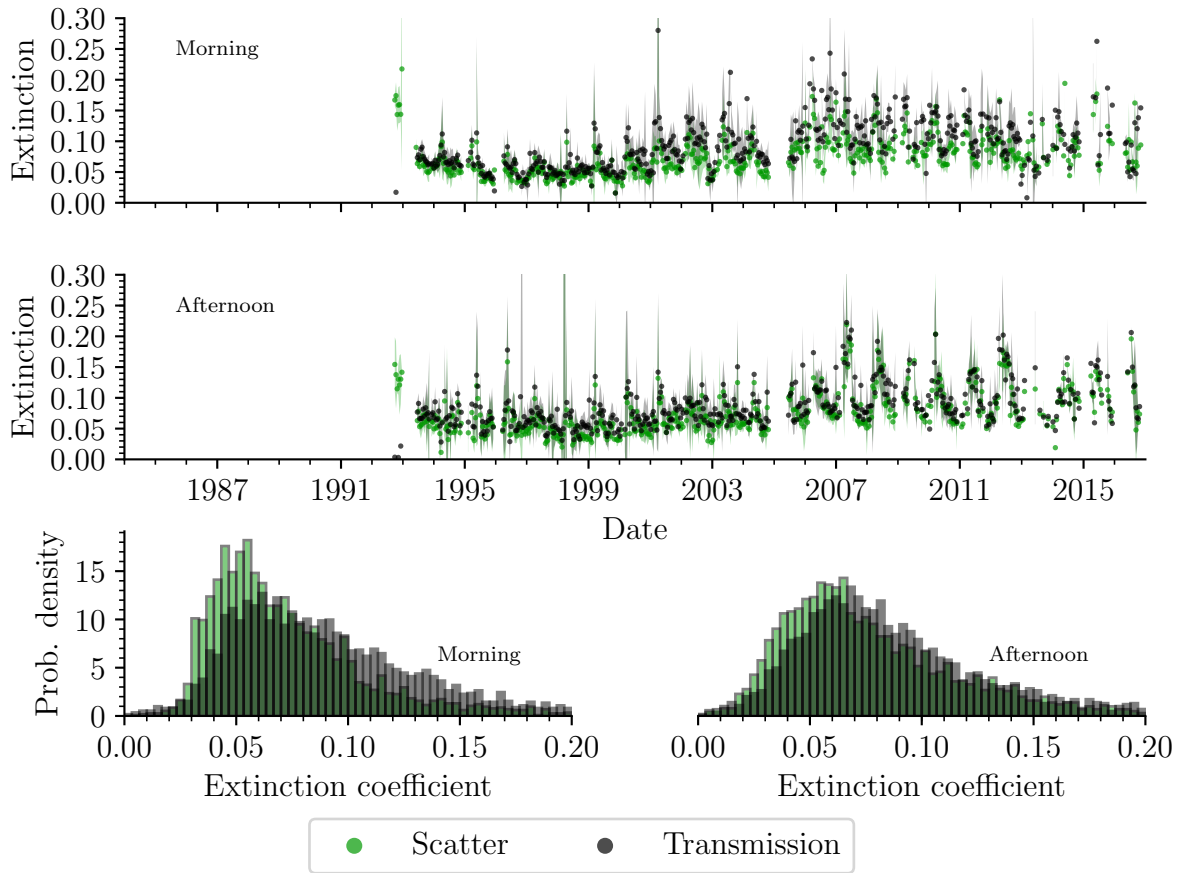 0.30
0.25
0.20
0.15
0.10
0.05
0.00
Extinction
Morning
0.30
0.25
0.20
0.15
0.10
0.05
0.00
Extinction
Afternoon
1987 1991 1995 1999 2003 2007 2011 2015
Date
15
10
5
0
Prob. density
Morning
0.00 0.05 0.10 0.15 0.20
Extinction coefficient
Afternoon
0.00 0.05 0.10 0.15 0.20
Extinction coefficient
Scatter Transmission